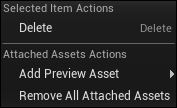 Selected Item Actions
Delete Delete
Attached Assets Actions
Add Preview Asset
Remove All Attached Assets